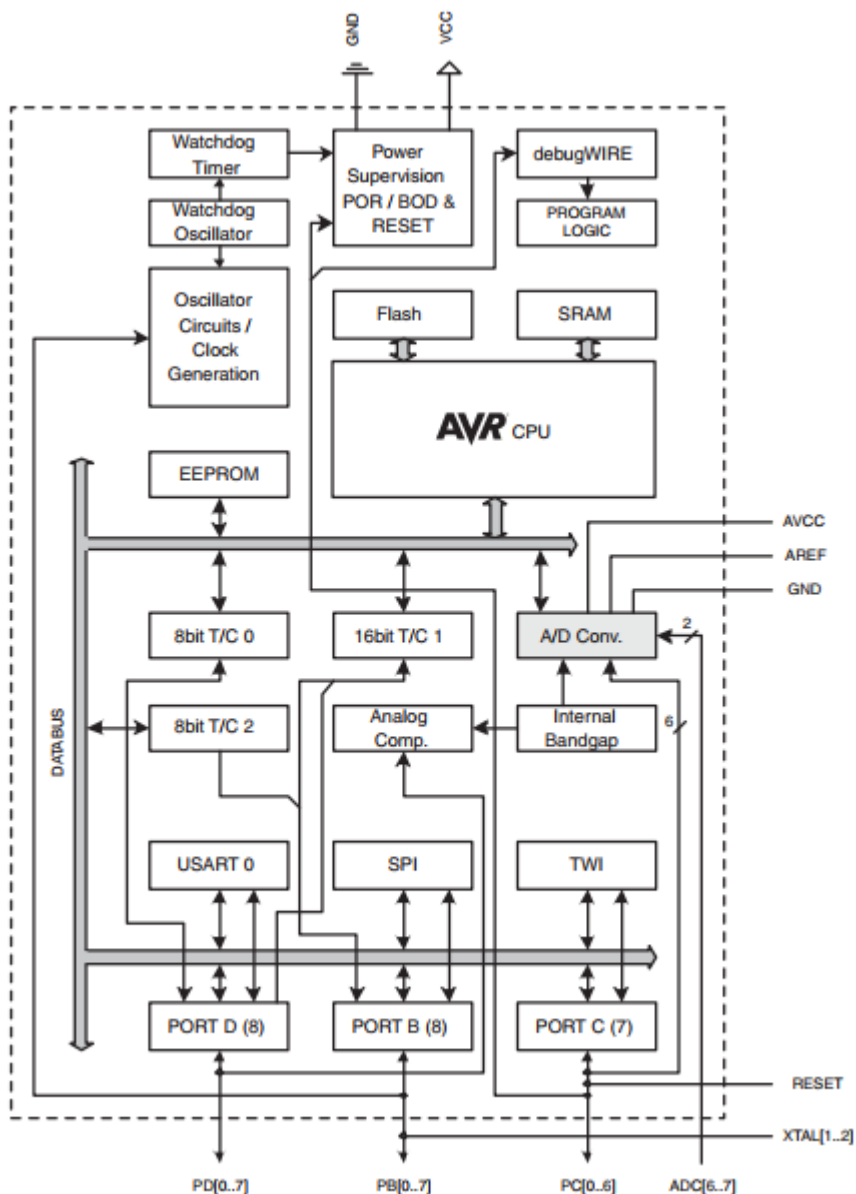 GND
VCC
Watchdog
Timer
Power
Supervision
POR / BOD &
RESET
debugWIRE
Watchdog
Oscillator
PROGRAM
LOGIC
Oscillator
Circuits /
Clock
Generation
Flash
SRAM
AVR CPU
EEPROM
AVCC
AREF
GND
8bit T/C 0
16bit T/C 1
A/D Conv.
2
8bit T/C 2
Analog
Comp.
Internal
Bandgap
6
DATABUS
USART 0
SPI
TWI
PORT D (8)
PORT B (8)
PORT C (7)
RESET
XTAL[1..2]
PD[0..7]
PB[0..7]
PC[0..6]
ADC[6..7]